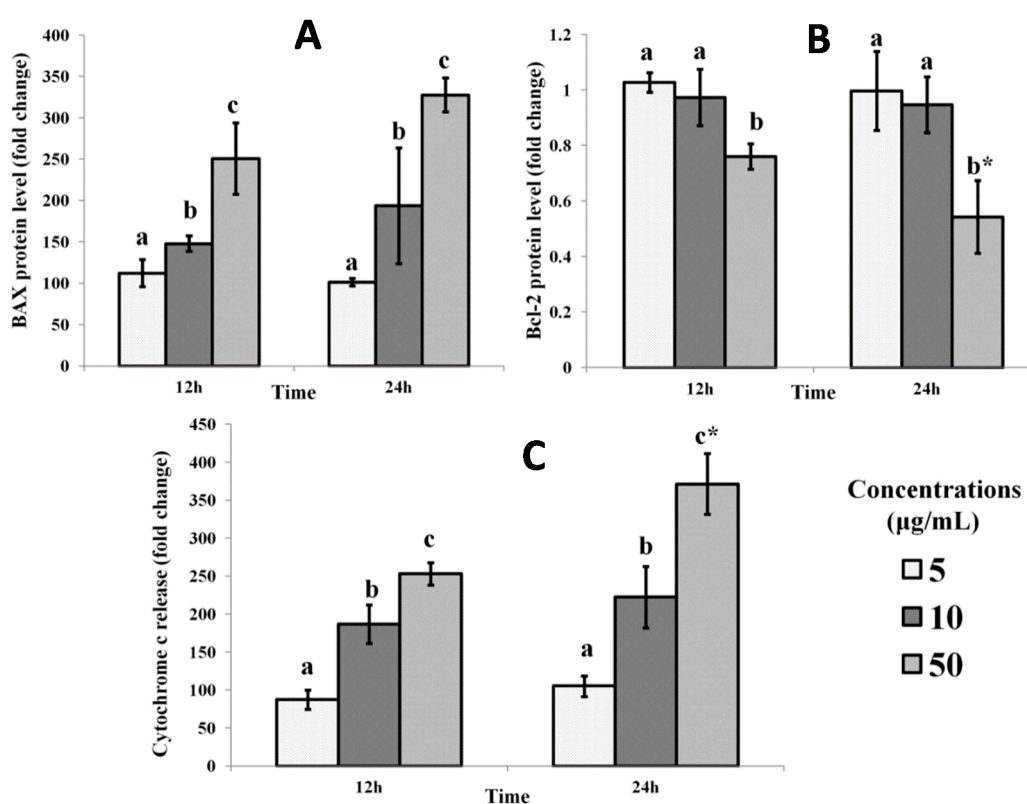 A
BAX protein level (fold change)
400
350
300
250
200
150
100
50
0
a
b
c
a
b
c
12h
24h
Time
B
Bcl-2 protein level (fold change)
1.2
1
0.8
0.6
0.4
0.2
0
a
a
b
a
a
b*
12h
24h
Time
C
Cytochrome c release (fold change)
450
400
350
300
250
200
150
100
50
0
a
b
c
a
b
c*
12h
24h
Time
Concentrations
(µg/mL)
5
10
50